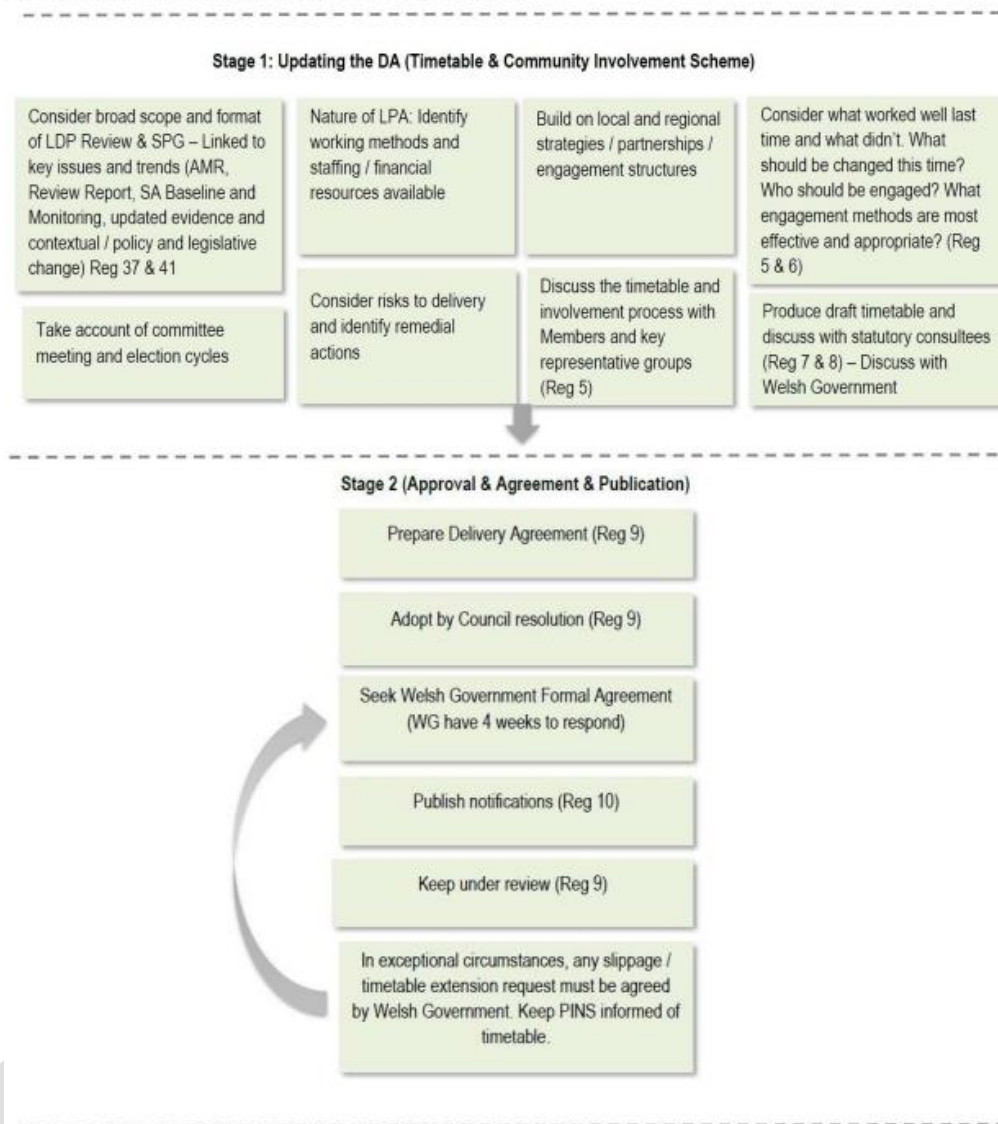 Stage 1: Updating the DA (Timetable & Community Involvement Scheme)
Consider broad scope and format
of LDP Review & SPG – Linked to
key issues and trends (AMR,
Review Report, SA Baseline and
Monitoring, updated evidence and
contextual / policy and legislative
change) Reg 37 & 41
Nature of LPA: Identify
working methods and
staffing / financial
resources available
Build on local and regional
strategies / partnerships /
engagement structures
Consider what worked well last
time and what didn't. What
should be changed this time?
Who should be engaged? What
engagement methods are most
effective and appropriate? (Reg
5 & 6)
Take account of committee
meeting and election cycles
Consider risks to delivery
and identify remedial
actions
Discuss the timetable and
involvement process with
Members and key
representative groups
(Reg 5)
Produce draft timetable and
discuss with statutory consultees
(Reg 7 & 8) – Discuss with
Welsh Government
Stage 2 (Approval & Agreement & Publication)
Prepare Delivery Agreement (Reg 9)
Adopt by Council resolution (Reg 9)
Seek Welsh Government Formal Agreement
(WG have 4 weeks to respond)
Publish notifications (Reg 10)
Keep under review (Reg 9)
In exceptional circumstances, any slippage /
timetable extension request must be agreed
by Welsh Government. Keep PINS informed of
timetable.